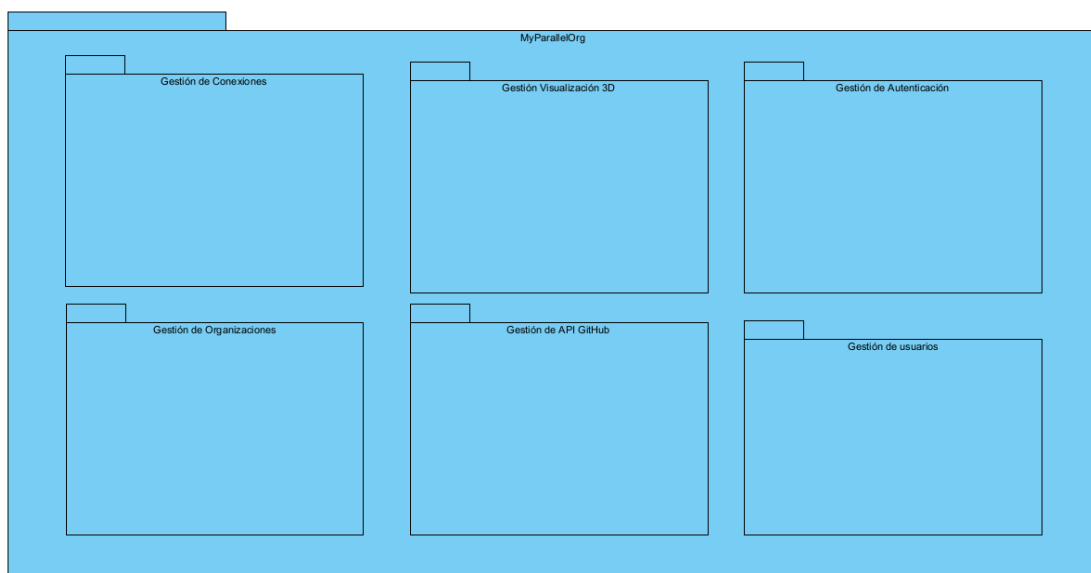 MyParallelOrg
Gestión de Conexiones
Gestión Visualización 3D
Gestión de Autenticación
Gestión de Organizaciones
Gestión de API GitHub
Gestión de usuarios